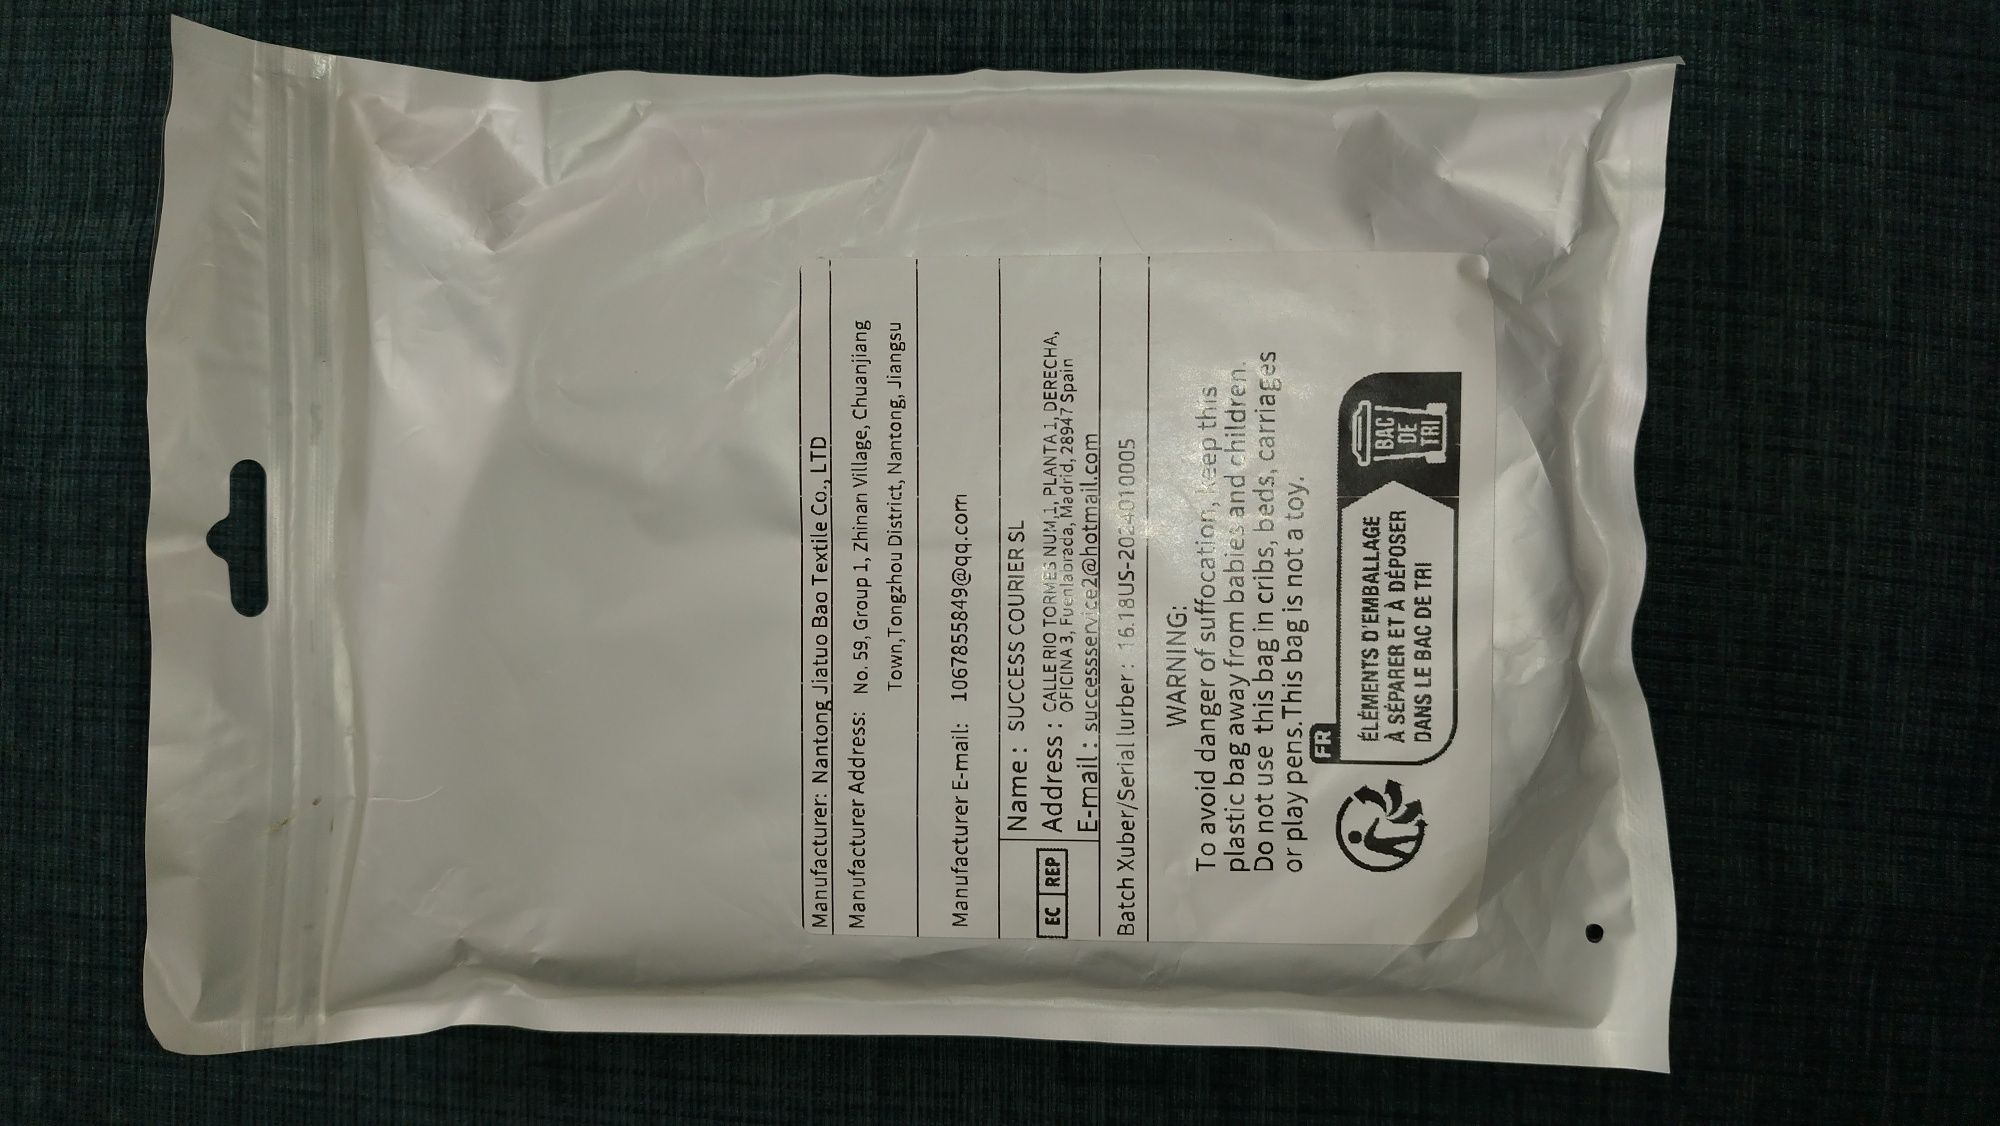 Manufacturer: Nantong Jiatuo Bao Textile Co., LTD
Manufacturer Address: No. 59, Group 1, Zhinan Village, Chuanjiang
Town,Tongzhou District, Nantong, Jiangsu
Manufacturer E-mail: 1067855849@qq.com
EC REP
Name : SUCCESS COURIER SL
Address : CALLE RIO TORMES NUM,1, PLANTA 1, DERECHA,
OFICINA 3, Fuenlabrada, Madrid, 28947 Spain
E-mail : successservice2@hotmail.com
Batch Xuber/Serial lurber : 16.18US-2024010005
WARNING:
To avoid danger of suffocation, keep this
plastic bag away from babies and children.
Do not use this bag in cribs, beds, carriages
or play pens.This bag is not a toy.
FR
ÉLÉMENTS D'EMBALLAGE
À SÉPARER ET À DÉPOSER
DANS LE BAC DE TRI
BAC
DE
TRI